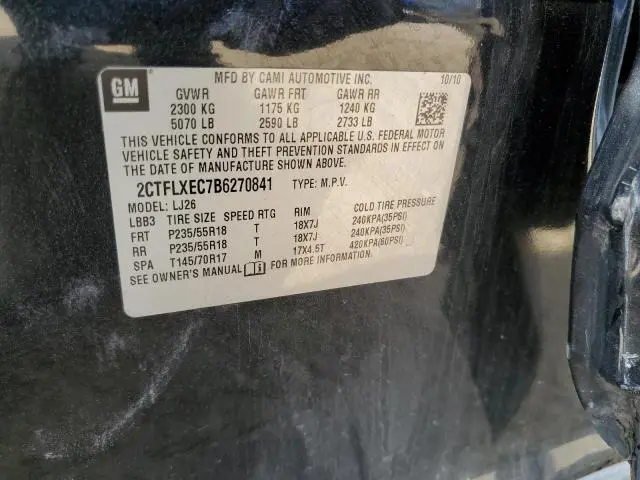 GM
MFD BY CAMI AUTOMOTIVE INC. 10/10
GVWR GAWR FRT GAWR RR
2300 KG 1175 KG 1240 KG
5070 LB 2590 LB 2733 LB
THIS VEHICLE CONFORMS TO ALL APPLICABLE U.S. FEDERAL MOTOR
VEHICLE SAFETY AND THEFT PREVENTION STANDARDS IN EFFECT ON
THE DATE OF MANUFACTURE SHOWN ABOVE.
2CTFLXEC7B6270841 TYPE: M.P.V.
MODEL: LJ26
LBB3 TIRE SIZE SPEED RTG RIM COLD TIRE PRESSURE
FRT P235/55R18 T 18X7J 240KPA(35PSI)
RR P235/55R18 T 18X7J 240KPA(35PSI)
SPA T145/70R17 M 17X4.5T 420KPA(60PSI)
SEE OWNER'S MANUAL FOR MORE INFORMATION.